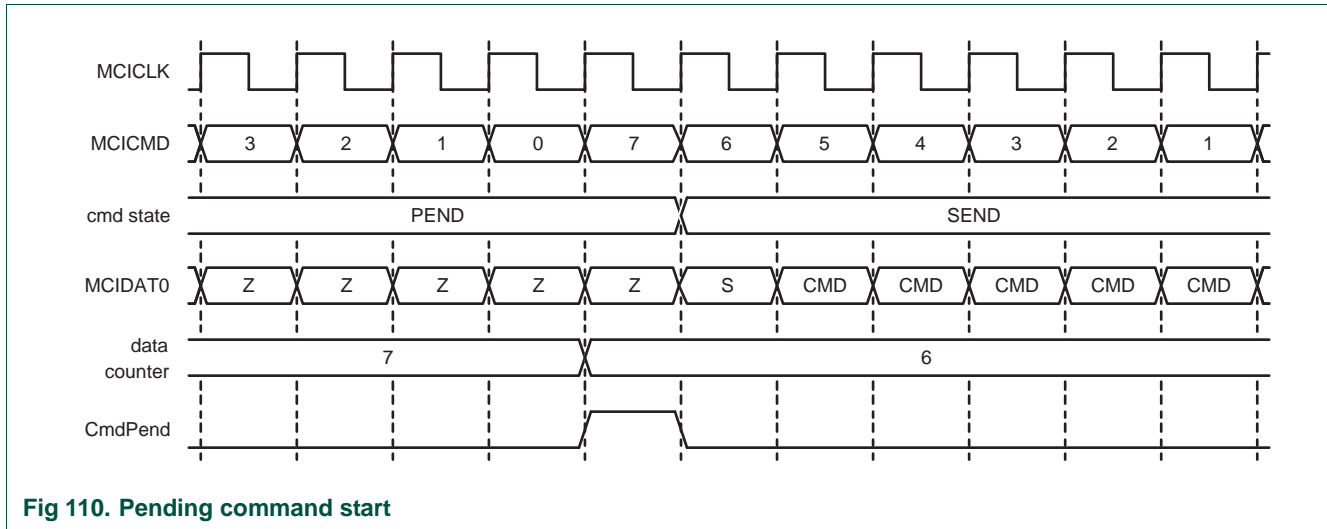 MCICLK
MCICMD 3 2 1 0 7 6 5 4 3 2 1
cmd state PEND SEND
MCIDAT0 Z Z Z Z Z S CMD CMD CMD CMD CMD
data
counter 7 6
CmdPend
Fig 110. Pending command start